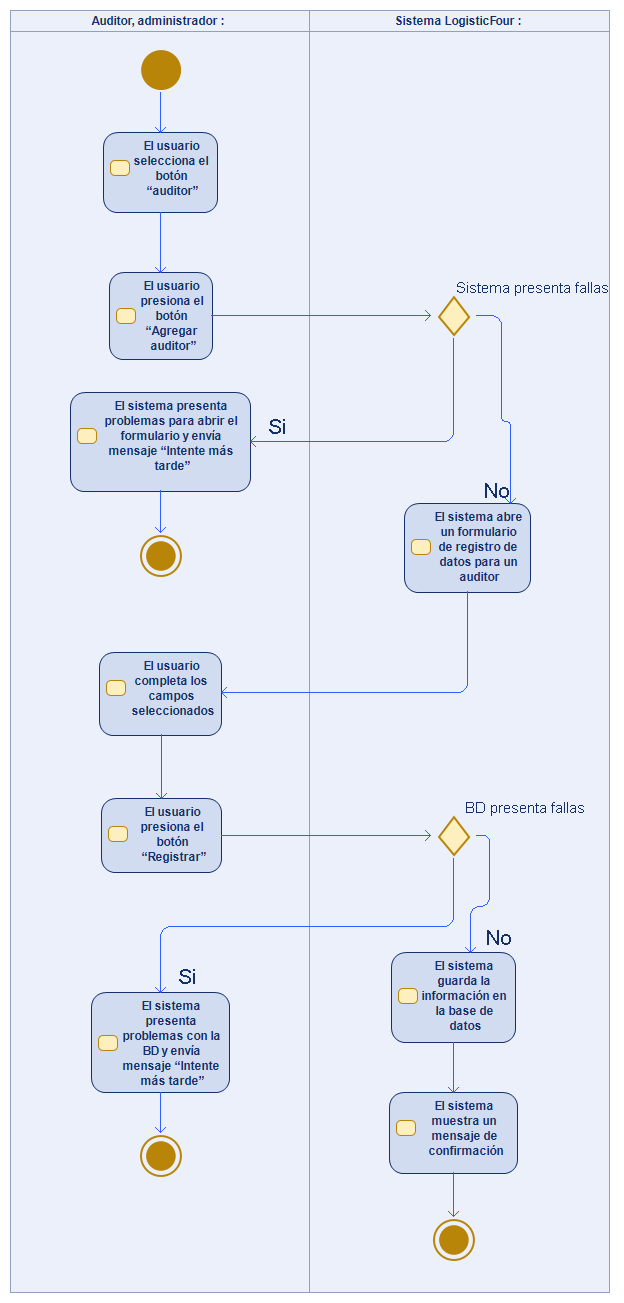 Auditor, administrador :
Sistema LogisticFour :
El usuario
selecciona el
botón
“auditor”
El usuario
presiona el
botón
“Agregar
auditor”
Sistema presenta fallas
El sistema presenta
problemas para abrir el
formulario y envía
mensaje “Intente más
tarde”
Si
No
El sistema abre
un formulario
de registro de
datos para un
auditor
El usuario
completa los
campos
seleccionados
El usuario
presiona el
botón
“Registrar”
BD presenta fallas
No
Si
El sistema
guarda la
información en
la base de
datos
El sistema
presenta
problemas con la
BD y envía
mensaje “Intente
más tarde”
El sistema
muestra un
mensaje de
confirmación